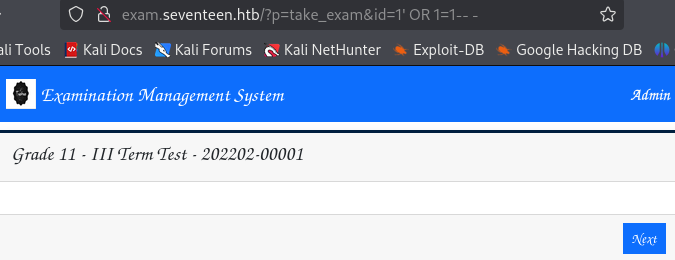 exam.seventeen.htb/?p=take_exam&id=1' OR 1=1-- -
ali Tools Kali Docs Kali Forums Kali NetHunter Exploit-DB Google Hacking DB
Examination Management System Admin
Grade 11 - III Term Test - 202202-00001
Next